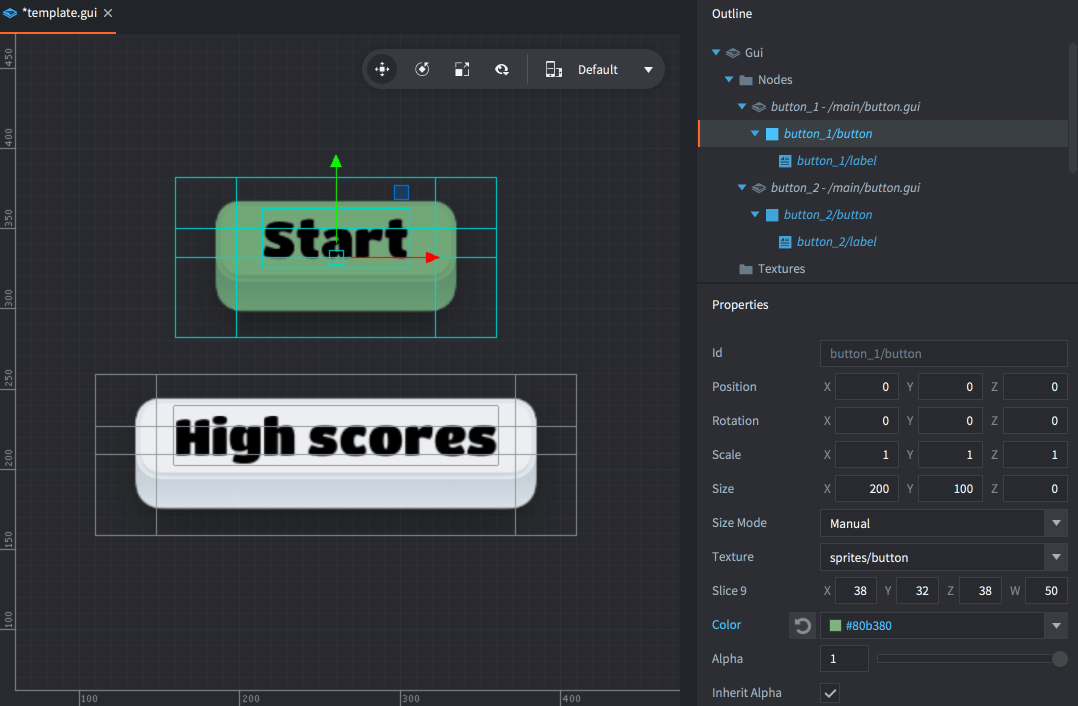 *template.gui
Outline
Default
Gui
Nodes
button_1 - /main/button.gui
button_1/button
button_1/label
button_2 - /main/button.gui
button_2/button
button_2/label
Textures
450
400
350
300
250
200
150
100
100
200
300
400
Start
High scores
Properties
Id button_1/button
Position X 0 Y 0 Z 0
Rotation X 0 Y 0 Z 0
Scale X 1 Y 1 Z 1
Size X 200 Y 100 Z 0
Size Mode Manual
Texture sprites/button
Slice 9 X 38 Y 32 Z 38 W 50
Color #80b380
Alpha 1
Inherit Alpha